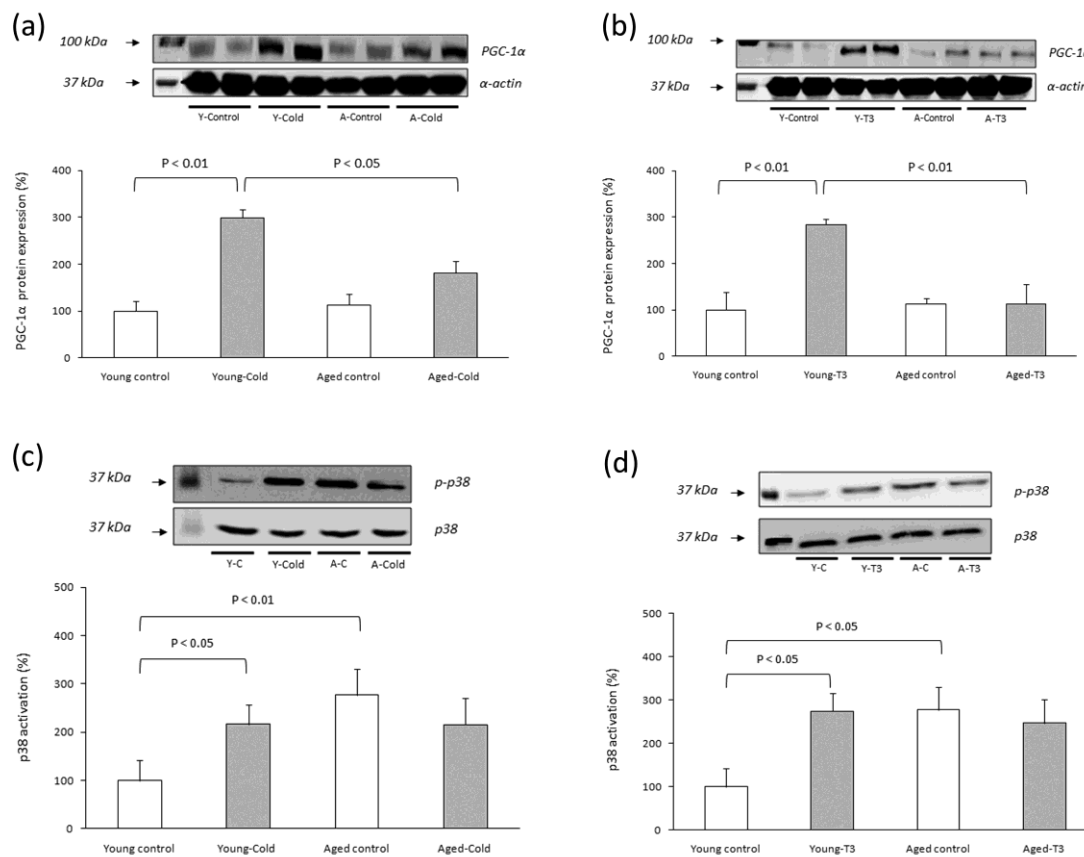 (a)
100 kDa
PGC-1α
37 kDa
α-actin
Y-Control Y-Cold A-Control A-Cold
P < 0.01 P < 0.05
PGC-1α protein expression (%)
400
300
200
100
0
Young control Young-Cold Aged control Aged-Cold
(b)
100 kDa
PGC-1α
37 kDa
α-actin
Y-Control Y-T3 A-Control A-T3
P < 0.01 P < 0.01
PGC-1α protein expression (%)
400
300
200
100
0
Young control Young-T3 Aged control Aged-T3
(c)
37 kDa p-p38
37 kDa p38
Y-C Y-Cold A-C A-Cold
P < 0.01
P < 0.05
p38 activation (%)
500
400
300
200
100
0
Young control Young-Cold Aged control Aged-Cold
(d)
37 kDa p-p38
37 kDa p38
Y-C Y-T3 A-C A-T3
P < 0.05
P < 0.05
p38 activation (%)
500
400
300
200
100
0
Young control Young-T3 Aged control Aged-T3